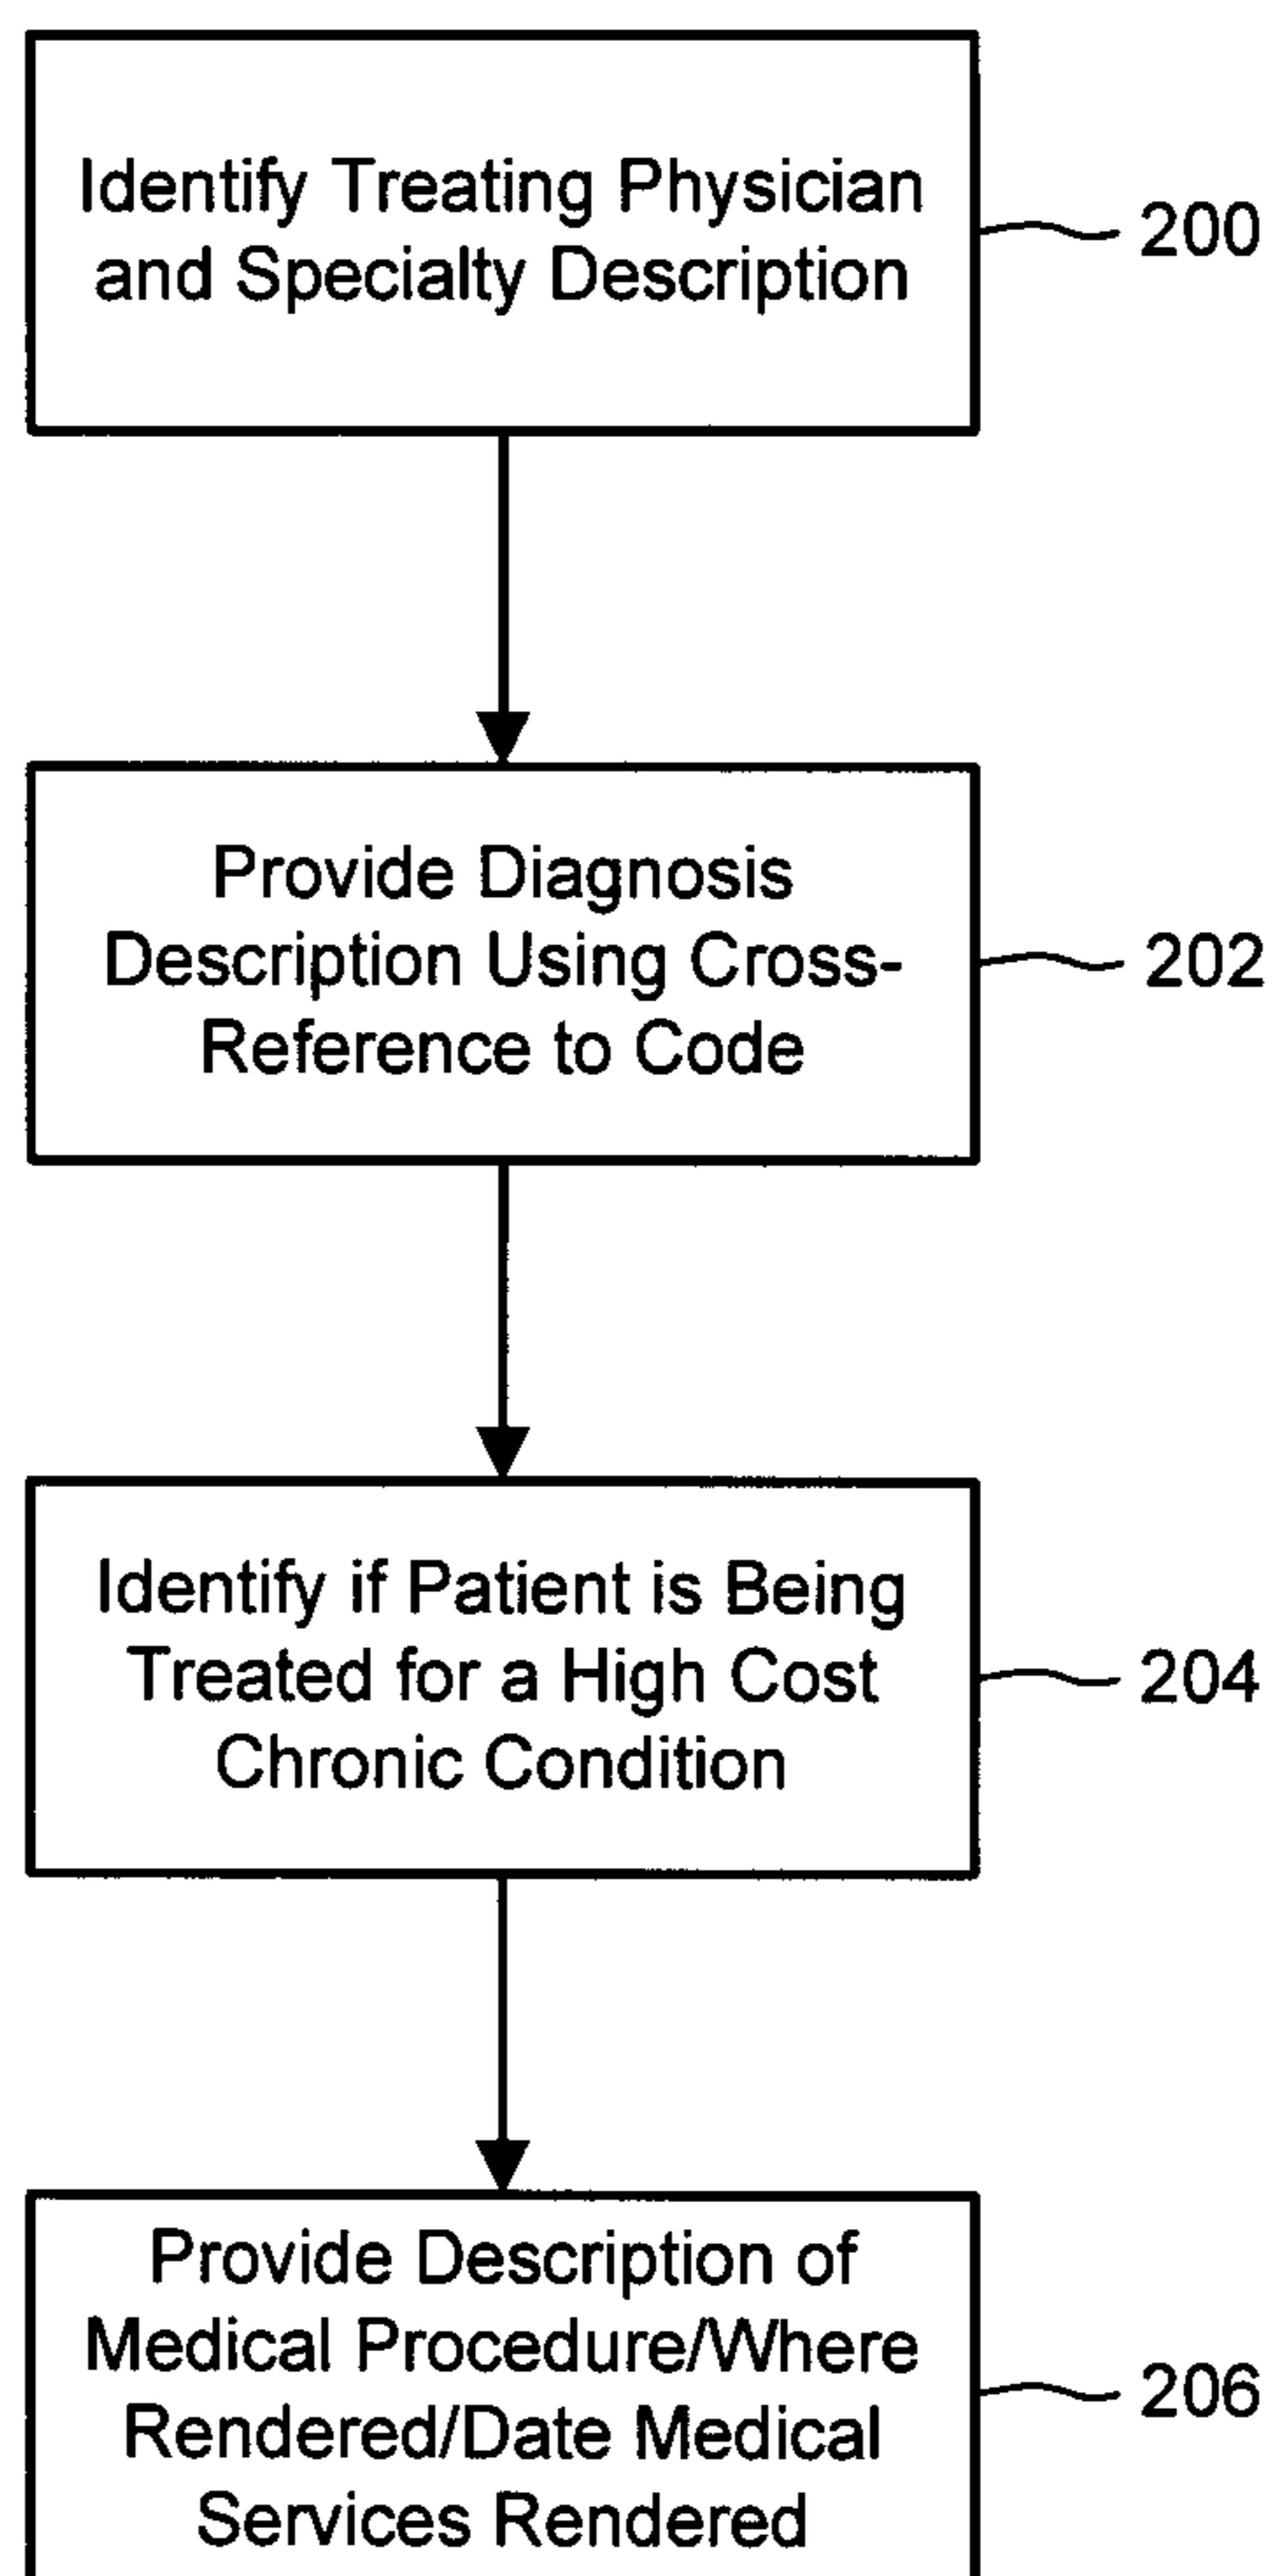 Identify Treating Physician
and Specialty Description
200
Provide Diagnosis
Description Using Cross-
Reference to Code
202
Identify if Patient is Being
Treated for a High Cost
Chronic Condition
204
Provide Description of
Medical Procedure/Where
Rendered/Date Medical
Services Rendered
206